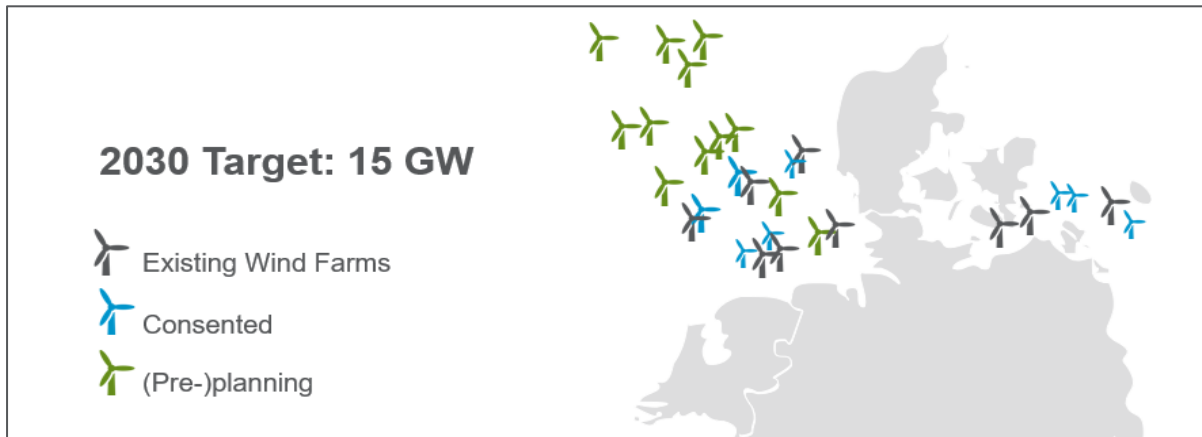 2030 Target: 15 GW
Existing Wind Farms
Consented
(Pre-)planning